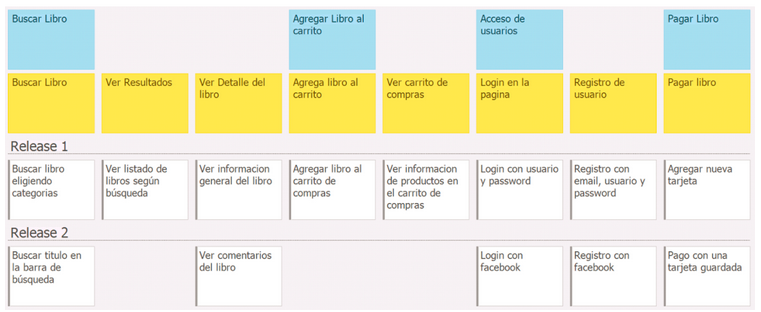 Buscar Libro
Agregar Libro al
carrito
Acceso de
usuarios
Pagar Libro
Buscar Libro
Ver Resultados
Ver Detalle del
libro
Agrega libro al
carrito
Ver carrito de
compras
Login en la
pagina
Registro de
usuario
Pagar libro
Release 1
Buscar libro
eligiendo
categorias
Ver listado de
libros según
búsqueda
Ver informacion
general del libro
Agregar libro al
carrito de
compras
Ver informacion
de productos en
el carrito de
compras
Login con usuario
y password
Registro con
email, usuario y
password
Agregar nueva
tarjeta
Release 2
Buscar titulo en
la barra de
búsqueda
Ver comentarios
del libro
Login con
facebook
Registro con
facebook
Pago con una
tarjeta guardada